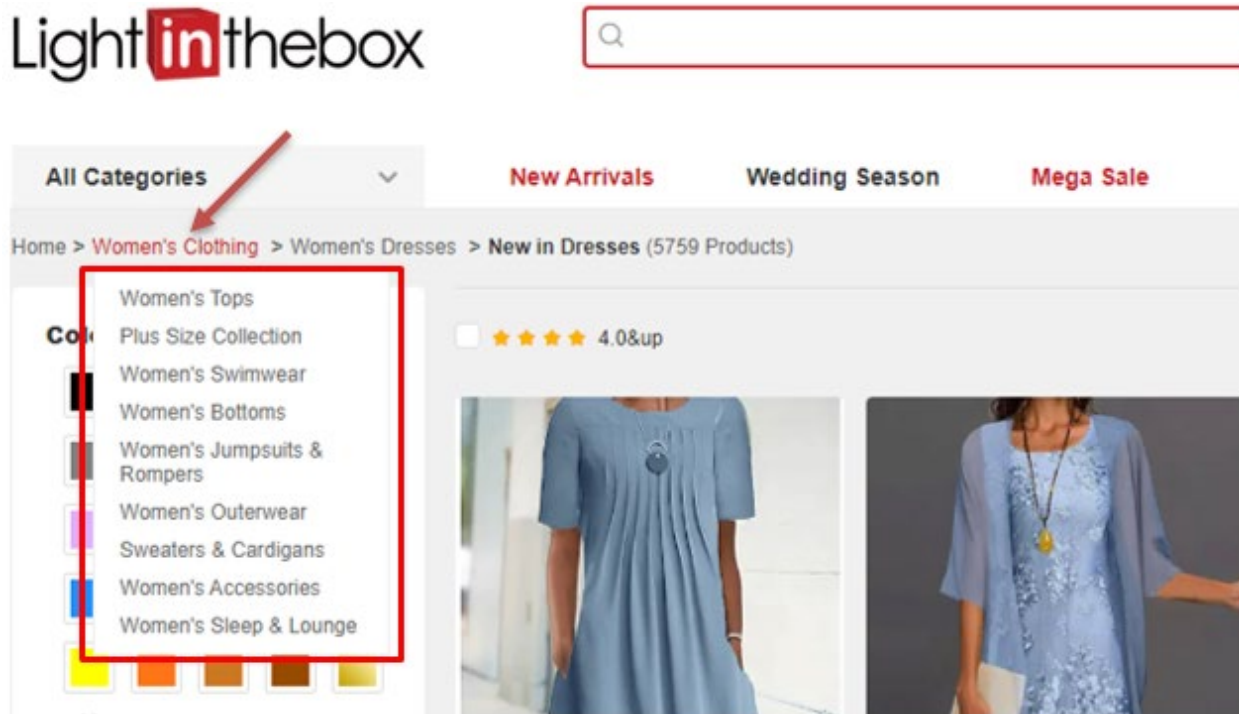 Lightinthebox
All Categories
New Arrivals
Wedding Season
Mega Sale
Home > Women's Clothing > Women's Dresses > New in Dresses (5759 Products)
Women's Tops
Plus Size Collection
Women's Swimwear
Women's Bottoms
Women's Jumpsuits &
Rompers
Women's Outerwear
Sweaters & Cardigans
Women's Accessories
Women's Sleep & Lounge
4.0&up